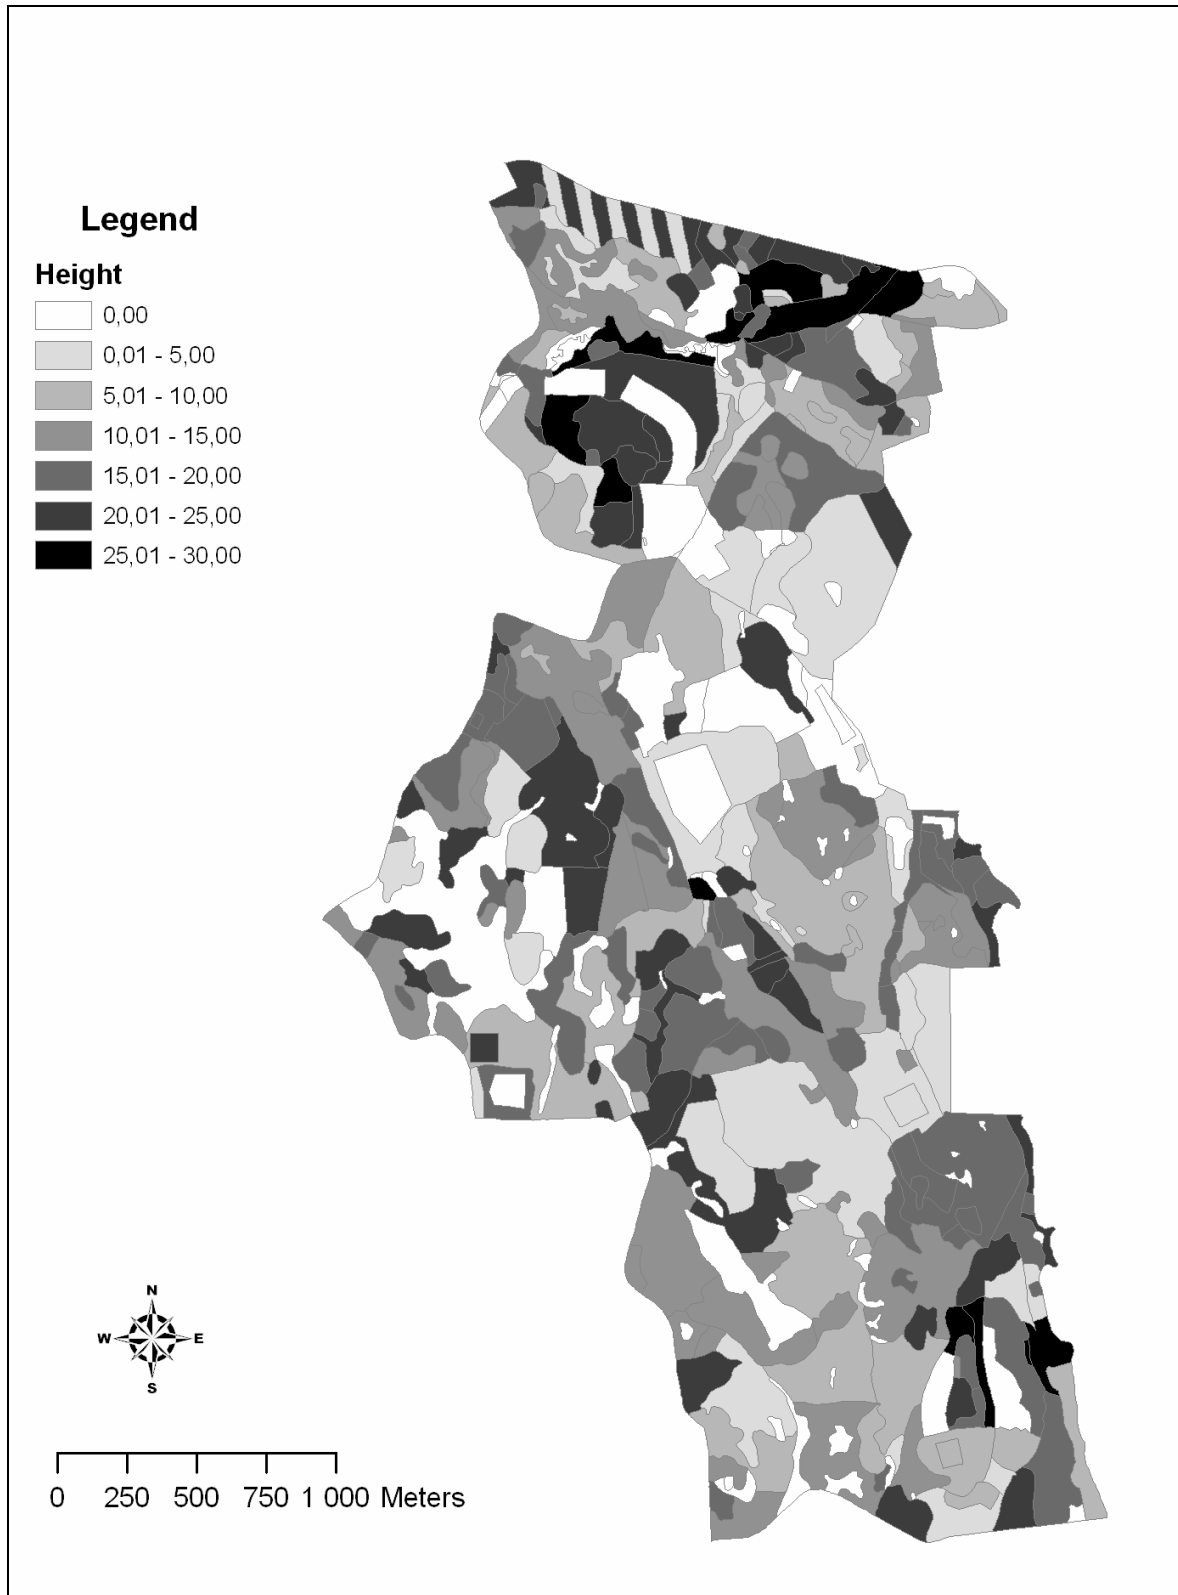 Legend
Height
0,00
0,01 - 5,00
5,01 - 10,00
10,01 - 15,00
15,01 - 20,00
20,01 - 25,00
25,01 - 30,00
N
W E
S
0 250 500 750 1 000 Meters